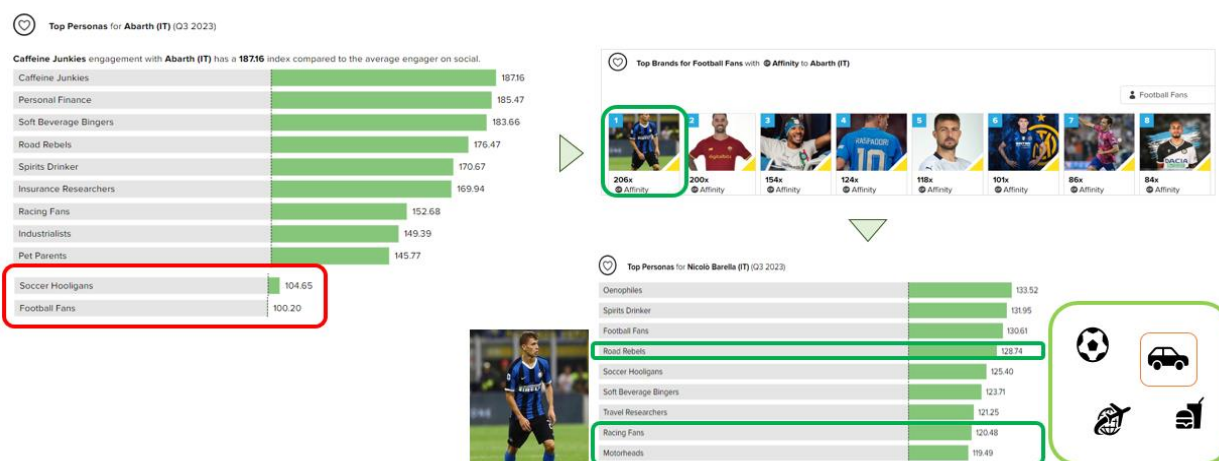 Top Personas for Abarth (IT) (Q3 2023)
Caffeine Junkies engagement with Abarth (IT) has a 187.16 index compared to the average engager on social.
Caffeine Junkies 187.16
Personal Finance 185.47
Soft Beverage Bingers 183.66
Road Rebels 176.47
Spirits Drinker 170.67
Insurance Researchers 169.94
Racing Fans 152.68
Industrialists 149.39
Pet Parents 145.77
Soccer Hooligans 104.65
Football Fans 100.20
Top Brands for Football Fans with Affinity to Abarth (IT)
Football Fans
1 2 3 4 5 6 7 8
RASPADORI
10
DACIA
206x 200x 154x 124x 118x 101x 86x 84x
Affinity Affinity Affinity Affinity Affinity Affinity Affinity Affinity
Top Personas for Nicolò Barella (IT) (Q3 2023)
Oenophiles 133.52
Spirits Drinker 131.95
Football Fans 130.61
Road Rebels 128.74
Soccer Hooligans 125.40
Soft Beverage Bingers 123.71
Travel Researchers 121.25
Racing Fans 120.48
Motorheads 119.49